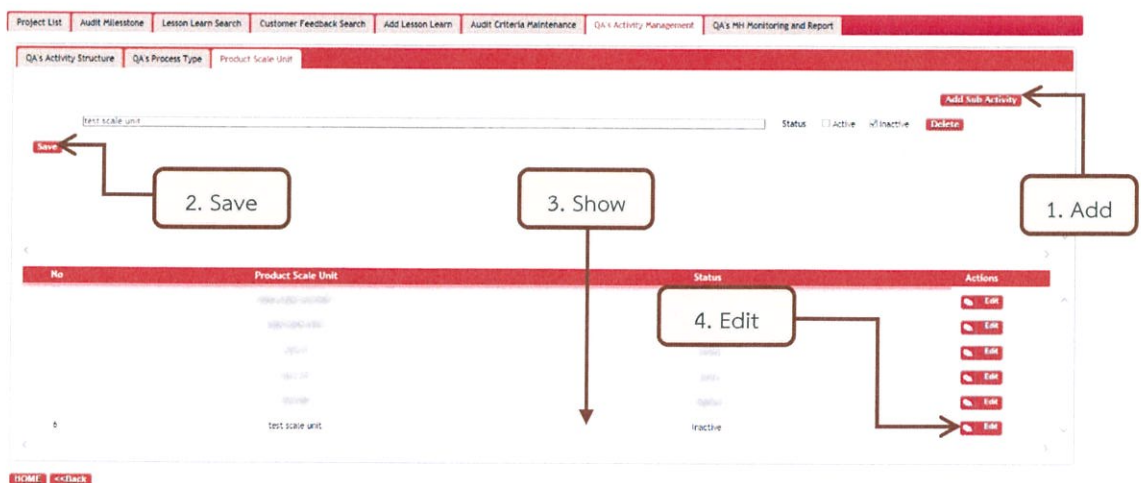 Project List Audit Milesstone Lesson Learn Search Customer Feedback Search Add Lesson Learn Audit Criteria Maintenance QA's Activity Management QA's MH Monitoring and Report
QA's Activity Structure QA's Process Type Product Scale Unit
Add Sub Activity
test scale unit Status Active Inactive Delete
Save
2. Save 3. Show 1. Add
No Product Scale Unit Status Actions
Edit
4. Edit
Edit
Edit
Edit
Edit
6 test scale unit Inactive Edit
HOME <<Back